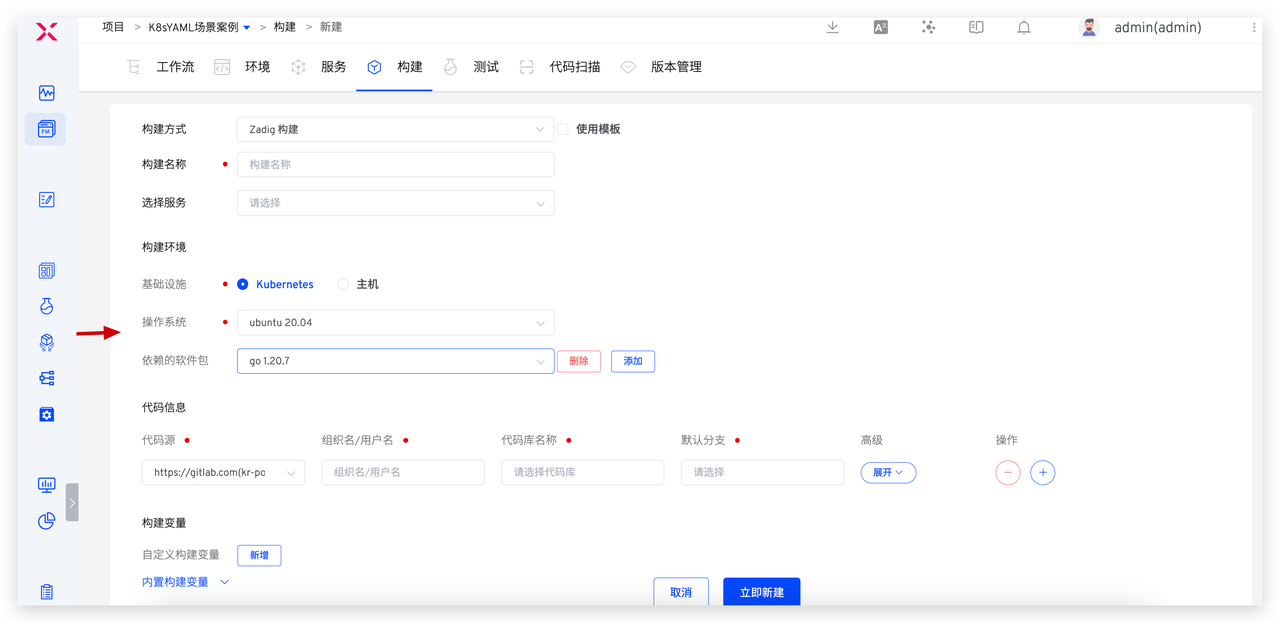 项目 > K8sYAML场景案例 > 构建 > 新建 admin(admin)
工作流 环境 服务 构建 测试 代码扫描 版本管理
构建方式 Zadig 构建 使用模板
构建名称 构建名称
选择服务 请选择
构建环境
基础设施 Kubernetes 主机
操作系统 ubuntu 20.04
依赖的软件包 go 1.20.7 删除 添加
代码信息
代码源 组织名/用户名 代码库名称 默认分支 高级 操作
https://gitlab.com(kr-po 组织名/用户名 请选择代码库 请选择 展开
构建变量
自定义构建变量 新增
内置构建变量
取消 立即新建